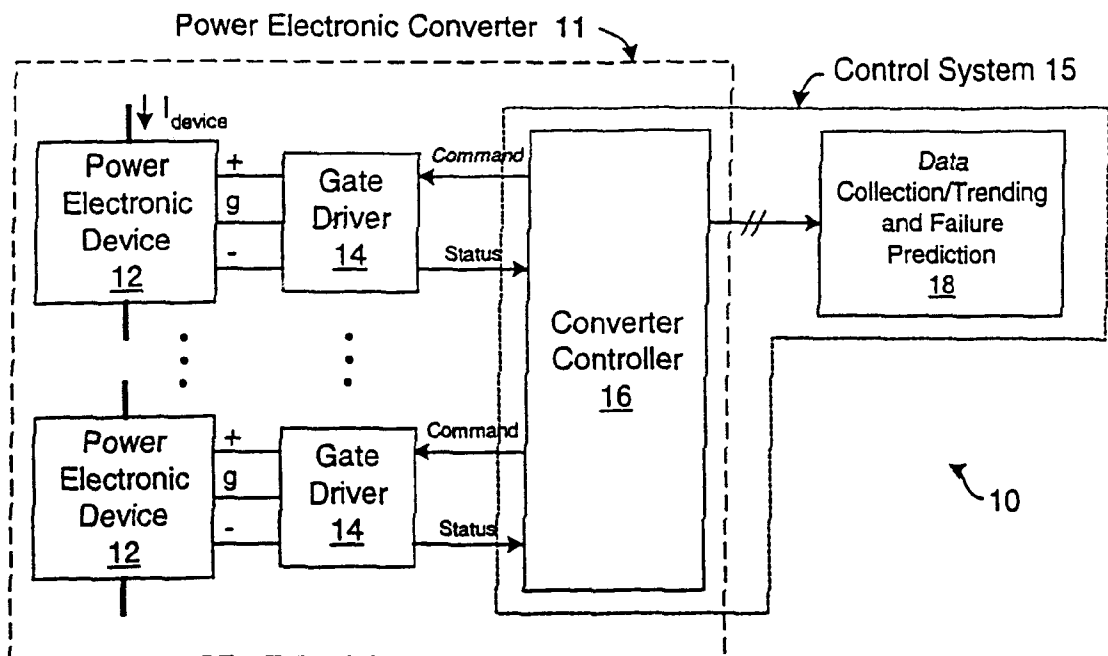 Power Electronic Converter 11
Control System 15
I device
Power
Electronic
Device
12
+
g
-
Gate
Driver
14
Command
Status
Converter
Controller
16
Data
Collection/Trending
and Failure
Prediction
18
Power
Electronic
Device
12
+
g
-
Gate
Driver
14
Command
Status
10